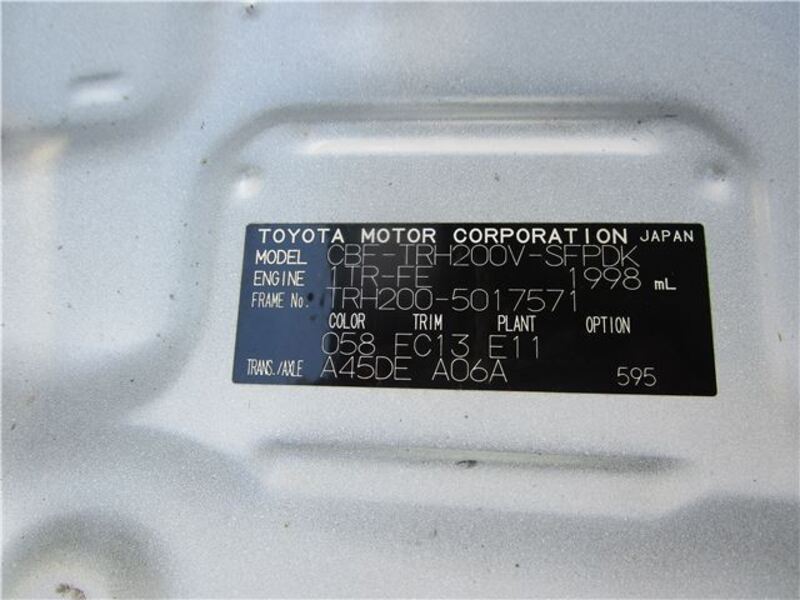 TOYOTA MOTOR CORPORATION JAPAN
MODEL CBF-TRH200V-SFPDK
ENGINE 1TR-FE 1998 mL
FRAME No. TRH200-5017571
COLOR TRIM PLANT OPTION
058 FC13 E11
TRANS./AXLE A45DE A06A 595